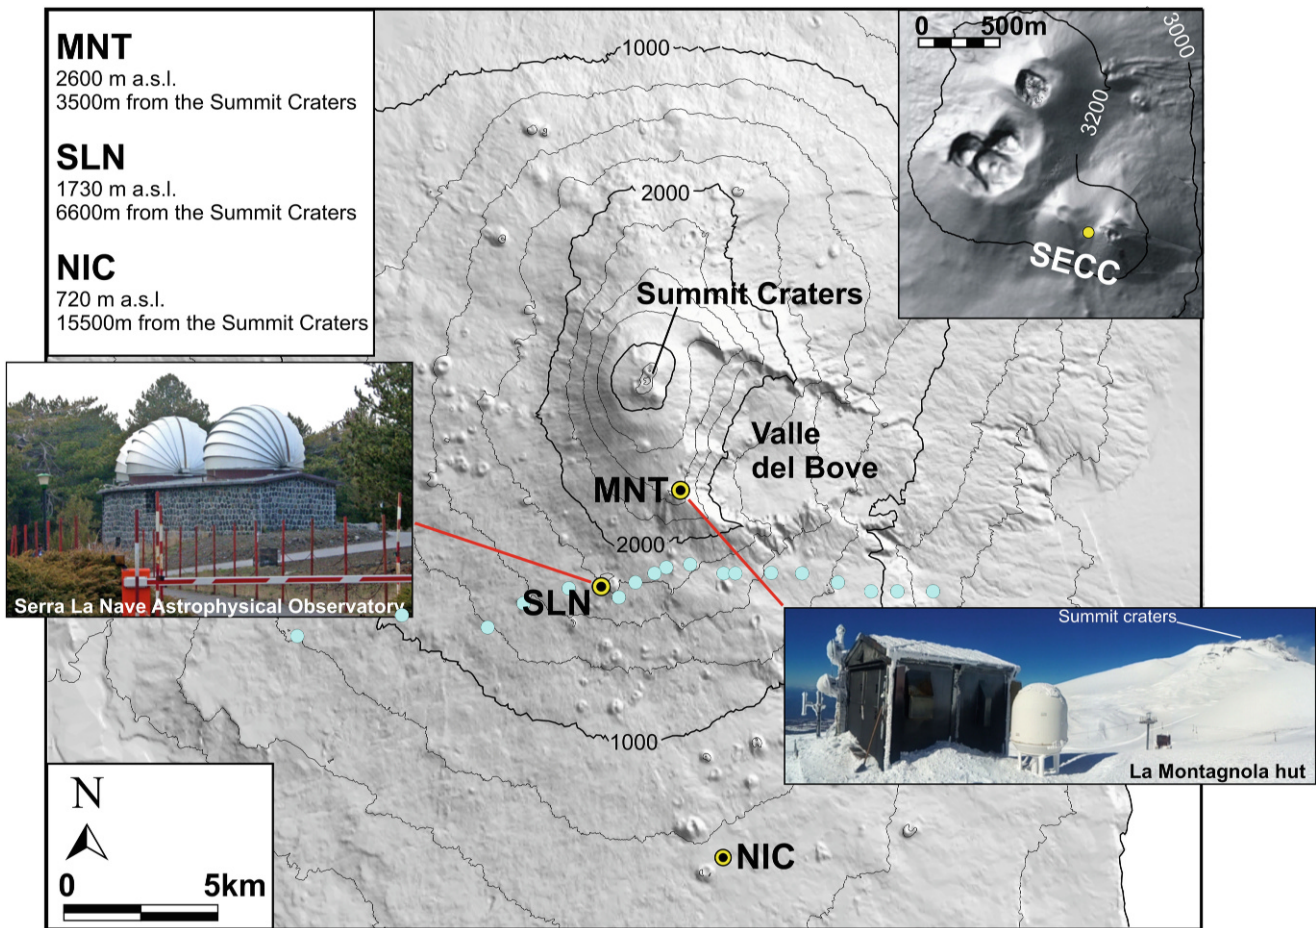 MNT
2600 m a.s.l.
3500m from the Summit Craters
SLN
1730 m a.s.l.
6600m from the Summit Craters
NIC
720 m a.s.l.
15500m from the Summit Craters
1000
0 500m
3000
3200
SECC
2000
Summit Craters
Valle
del Bove
MNT
2000
SLN
Serra La Nave Astrophysical Observatory
Summit craters
La Montagnola hut
1000
NIC
N
0 5km